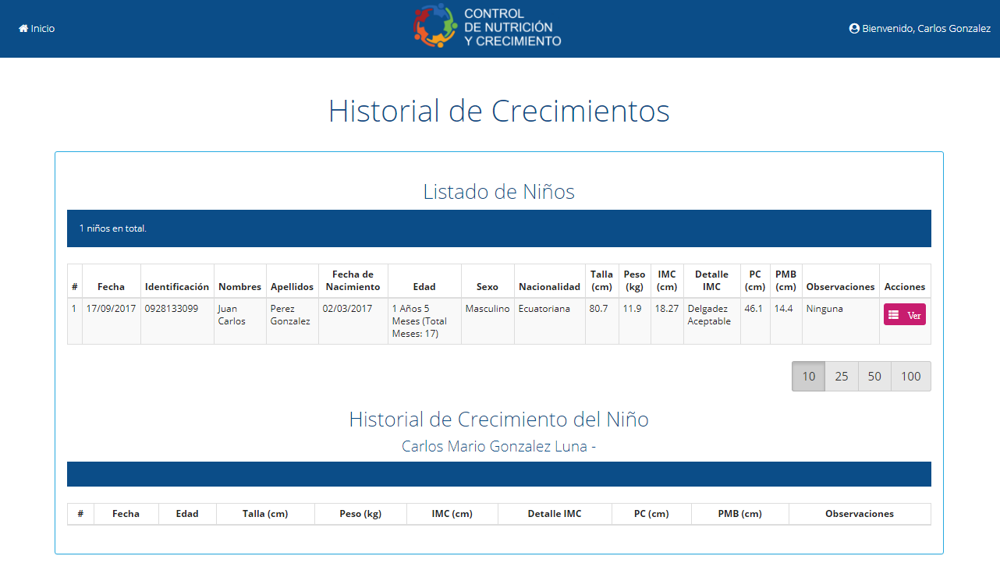 Inicio
CONTROL
DE NUTRICIÓN
Y CRECIMIENTO
Bienvenido, Carlos Gonzalez
Historial de Crecimientos
Listado de Niños
1 niños en total.
# Fecha Identificación Nombres Apellidos Fecha de Nacimiento Edad Sexo Nacionalidad Talla (cm) Peso (kg) IMC (cm) Detalle IMC PC (cm) PMB (cm) Observaciones Acciones
1 17/09/2017 0928133099 Juan Carlos Perez Gonzalez 02/03/2017 1 Años 5 Meses (Total Meses: 17) Masculino Ecuatoriana 80.7 11.9 18.27 Delgadez Aceptable 46.1 14.4 Ninguna Ver
10 25 50 100
Historial de Crecimiento del Niño
Carlos Mario Gonzalez Luna -
# Fecha Edad Talla (cm) Peso (kg) IMC (cm) Detalle IMC PC (cm) PMB (cm) Observaciones